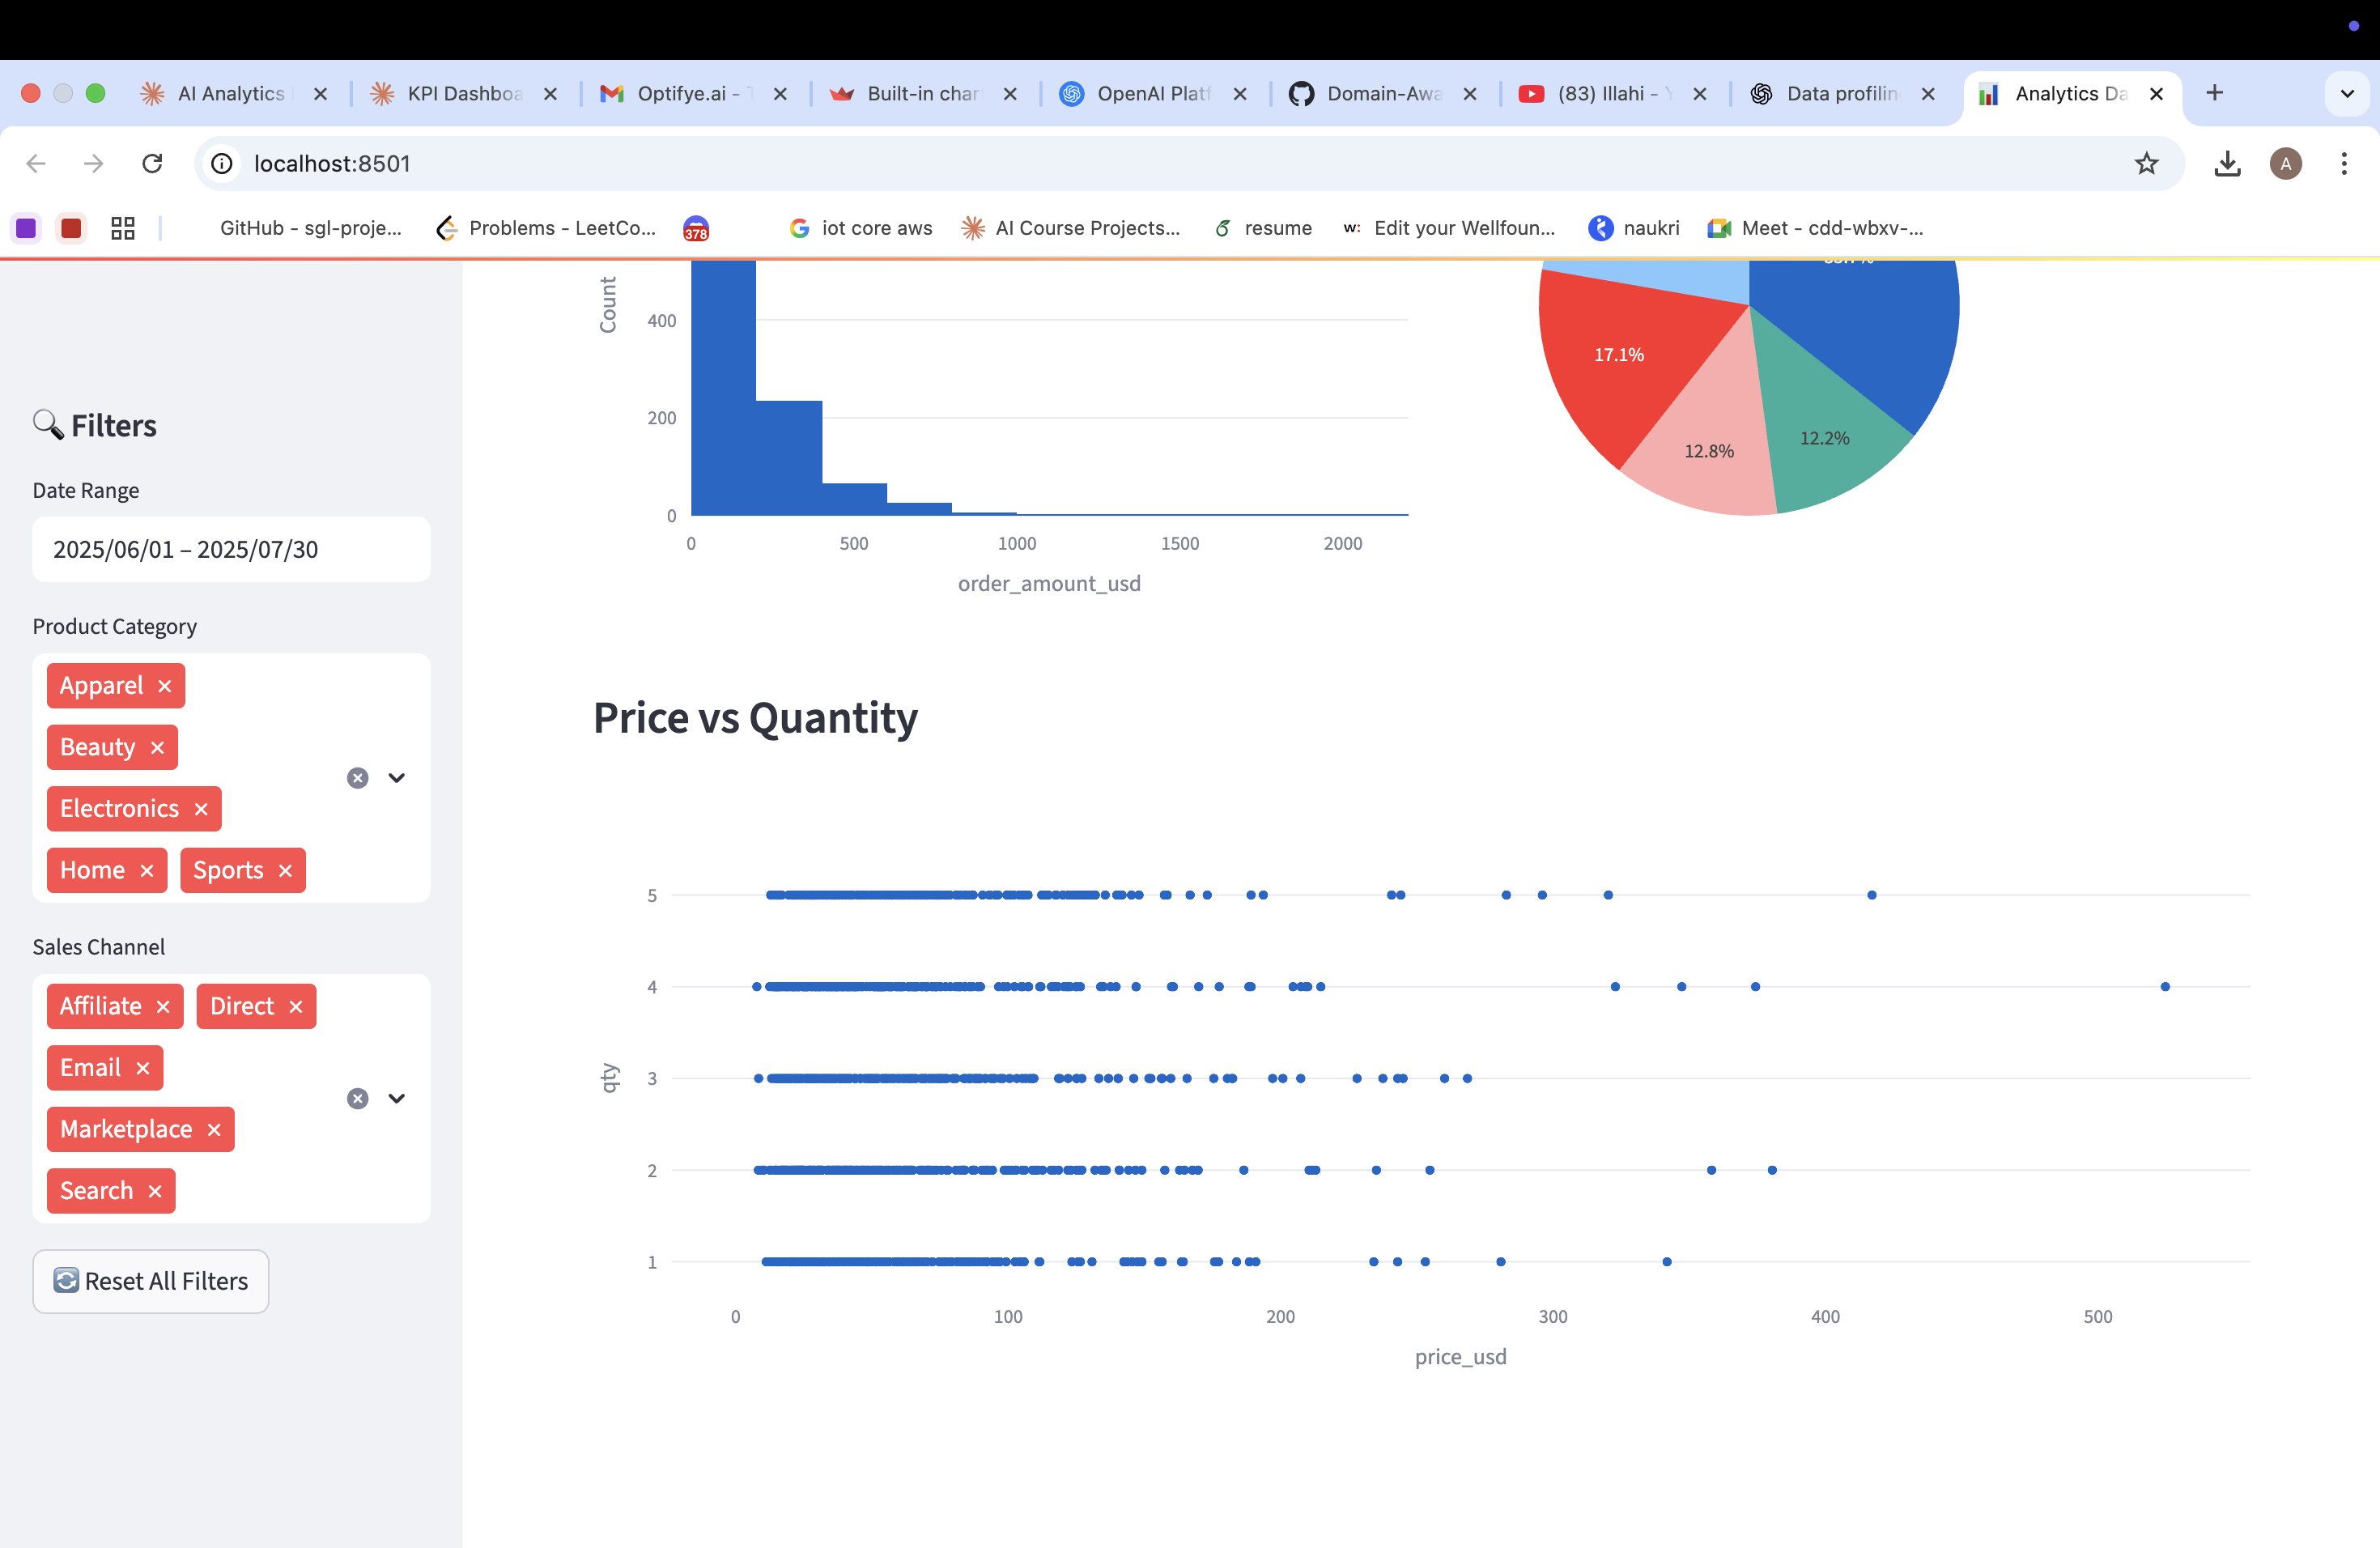 AI Analytics
KPI Dashboa
Optifye.ai -
Built-in char
OpenAI Platf
Domain-Awa
(83) Illahi -
Data profilin
Analytics Da
localhost:8501
A
GitHub - sgl-proje...
Problems - LeetCo...
378
iot core aws
AI Course Projects...
resume
w: Edit your Wellfoun...
naukri
Meet - cdd-wbxv-...
Filters
Date Range
2025/06/01 – 2025/07/30
Product Category
Apparel
Beauty
Electronics
Home Sports
Sales Channel
Affiliate Direct
Email
Marketplace
Search
Reset All Filters
Count
400
200
0
0 500 1000 1500 2000
order_amount_usd
17.1%
12.8%
12.2%
Price vs Quantity
5
4
3
2
1
qty
0 100 200 300 400 500
price_usd